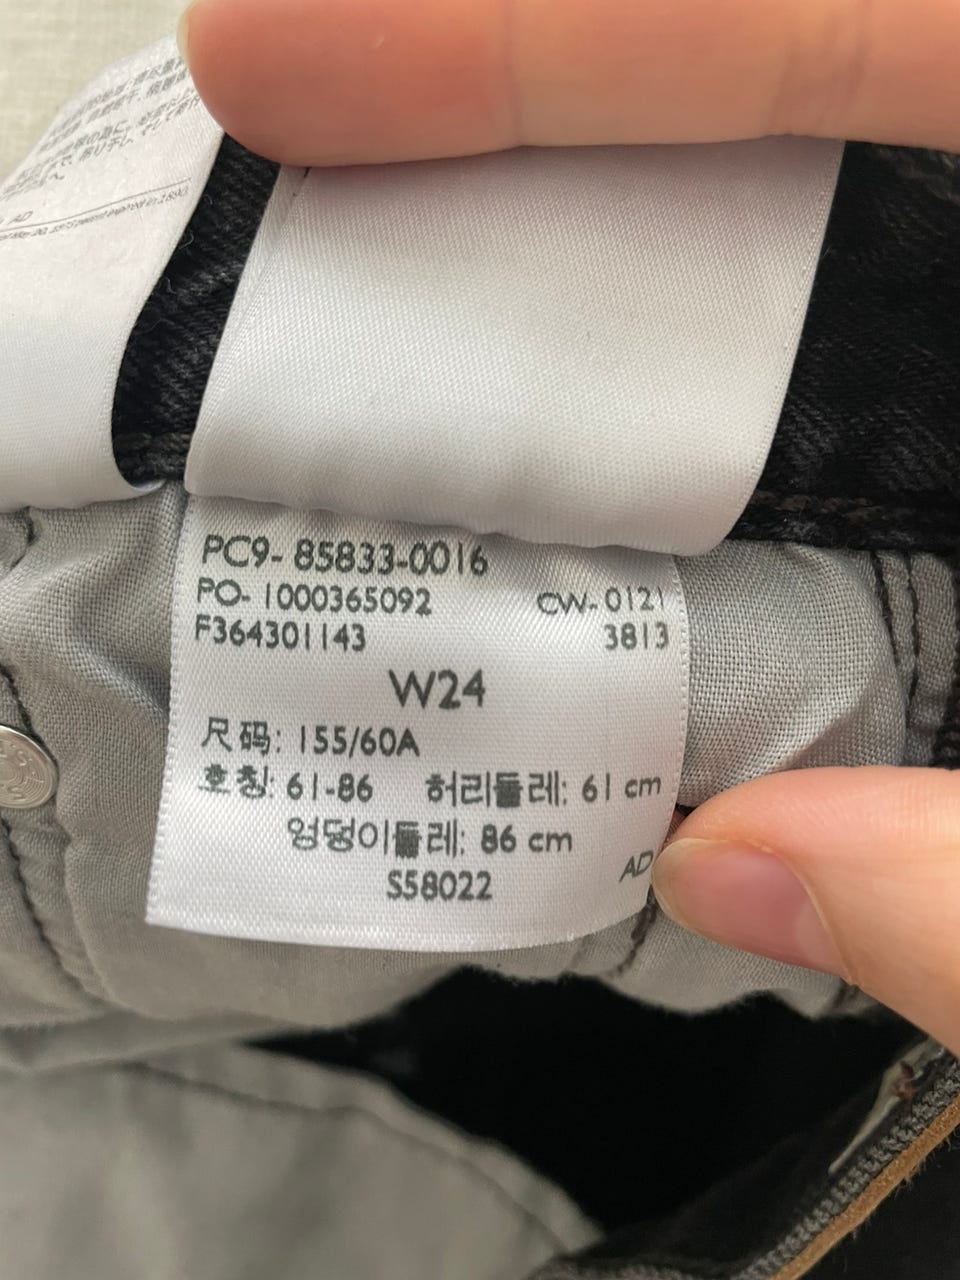 AD
PC9- 85833-0016
PO- 1000365092 CW- 0121
F364301143 3813
W24
尺码: 155/60A
호칭: 61-86 허리둘레: 61 cm
엉덩이둘레: 86 cm
AD
S58022